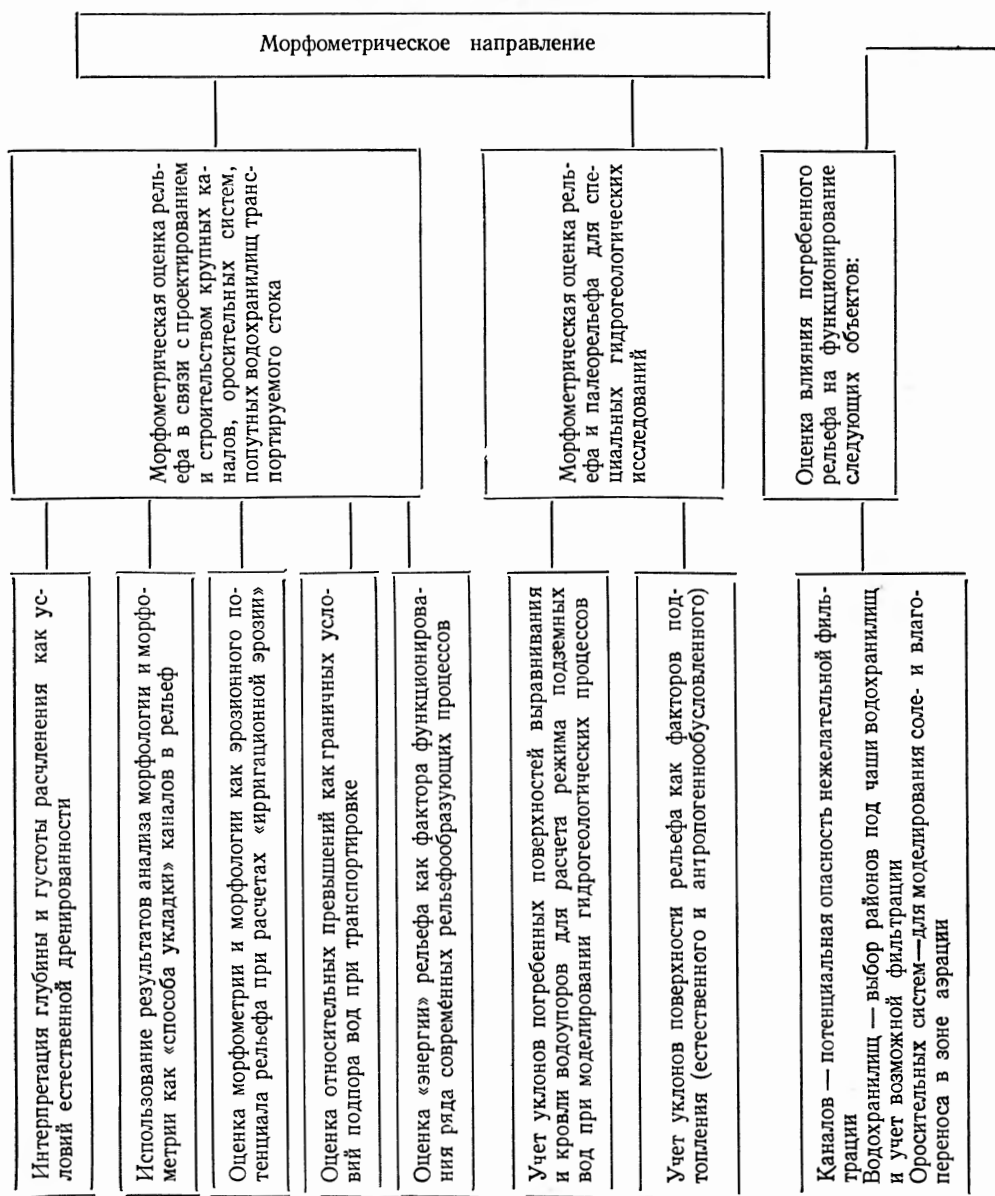 Морфометрическое направление
Морфометрическая оценка рель-
ефа в связи с проектированием
и строительством крупных ка-
налов, оросительных систем,
попутных водохранилищ транс-
портируемого стока
Интерпретация глубины и густоты расчленения как ус-
ловий естественной дренированности
Использование результатов анализа морфологии и морфо-
метрии как «способа укладки» каналов в рельеф
Оценка морфометрии и морфологии как эрозионного по-
тенциала рельефа при расчетах «ирригационной эрозии»
Оценка относительных превышений как граничных усло-
вий подпора вод при транспортировке
Оценка «энергии» рельефа как фактора функционирова-
ния ряда современных рельефообразующих процессов
Морфометрическая оценка рель-
ефа и палеорельефа для спе-
циальных гидрогеологических
исследований
Учет уклонов погребенных поверхностей выравнивания
и кровли водоупоров для расчета режима подземных
вод при моделировании гидрогеологических процессов
Учет уклонов поверхности рельефа как факторов под-
топления (естественного и антропогеннообусловленного)
Оценка влияния погребенного
рельефа на функционирование
следующих объектов:
Каналов — потенциальная опасность нежелательной филь-
трации
Водохранилищ — выбор районов под чаши водохранилищ
и учет возможной фильтрации
Оросительных систем—для моделирования соле- и влаго-
переноса в зоне аэрации